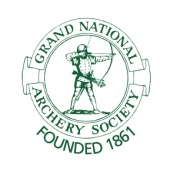 GRAND NATIONAL
ARCHERY SOCIETY
FOUNDED 1861